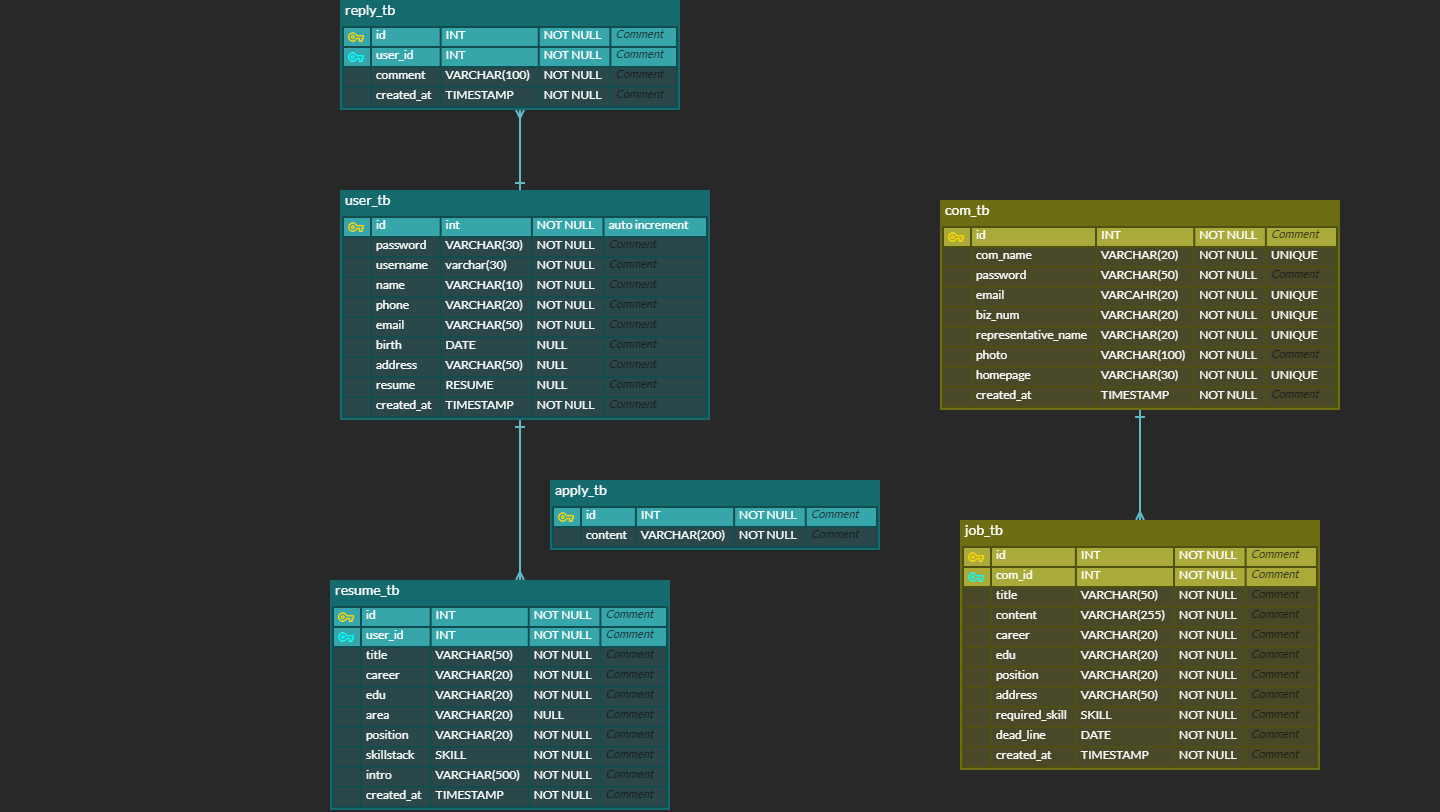 reply_tb
id INT NOT NULL Comment
user_id INT NOT NULL Comment
comment VARCHAR(100) NOT NULL Comment
created_at TIMESTAMP NOT NULL Comment
user_tb
id int NOT NULL auto increment
password VARCHAR(30) NOT NULL Comment
username varchar(30) NOT NULL Comment
name VARCHAR(10) NOT NULL Comment
phone VARCHAR(20) NOT NULL Comment
email VARCHAR(50) NOT NULL Comment
birth DATE NULL Comment
address VARCHAR(50) NULL Comment
resume RESUME NULL Comment
created_at TIMESTAMP NOT NULL Comment
com_tb
id INT NOT NULL Comment
com_name VARCHAR(20) NOT NULL UNIQUE
password VARCHAR(50) NOT NULL Comment
email VARCAHR(20) NOT NULL UNIQUE
biz_num VARCHAR(20) NOT NULL UNIQUE
representative_name VARCHAR(20) NOT NULL UNIQUE
photo VARCHAR(100) NOT NULL Comment
homepage VARCHAR(30) NOT NULL UNIQUE
created_at TIMESTAMP NOT NULL Comment
apply_tb
id INT NOT NULL Comment
content VARCHAR(200) NOT NULL Comment
resume_tb
id INT NOT NULL Comment
user_id INT NOT NULL Comment
title VARCHAR(50) NOT NULL Comment
career VARCHAR(20) NOT NULL Comment
edu VARCHAR(20) NOT NULL Comment
area VARCHAR(20) NULL Comment
position VARCHAR(20) NOT NULL Comment
skillstack SKILL NOT NULL Comment
intro VARCHAR(500) NOT NULL Comment
created_at TIMESTAMP NOT NULL Comment
job_tb
id INT NOT NULL Comment
com_id INT NOT NULL Comment
title VARCHAR(50) NOT NULL Comment
content VARCHAR(255) NOT NULL Comment
career VARCHAR(20) NOT NULL Comment
edu VARCHAR(20) NOT NULL Comment
position VARCHAR(20) NOT NULL Comment
address VARCHAR(50) NOT NULL Comment
required_skill SKILL NOT NULL Comment
dead_line DATE NOT NULL Comment
created_at TIMESTAMP NOT NULL Comment